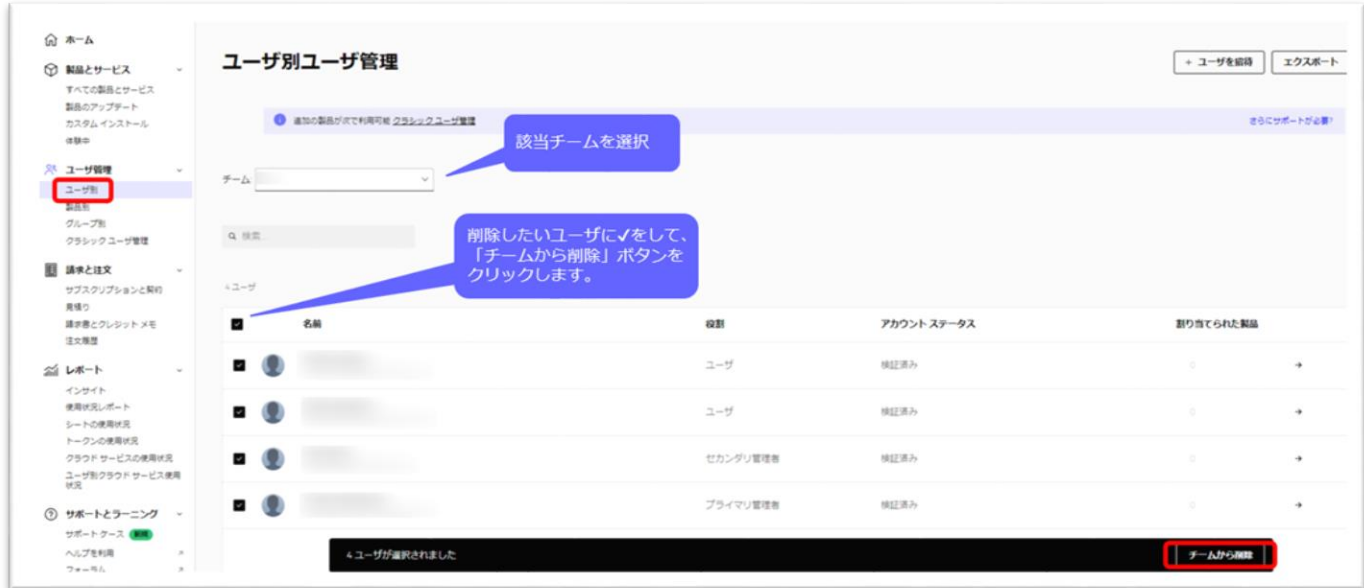 ホーム
製品とサービス
すべての製品とサービス
製品のアップデート
カスタム インストール
体験中
ユーザ管理
ユーザ別
製品別
グループ別
クラシック ユーザ管理
請求と注文
サブスクリプションと契約
見積り
請求書とクレジット メモ
注文履歴
レポート
インサイト
使用状況レポート
シートの使用状況
トークンの使用状況
クラウド サービスの使用状況
ユーザ別クラウド サービス使用
状況
サポートとラーニング
サポート ケース 新規
ヘルプを利用
フォーラム
ユーザ別ユーザ管理
+ ユーザを招待
エクスポート
追加の製品が次で利用可能 クラシック ユーザ管理
さらにサポートが必要?
該当チームを選択
チーム
検索...
削除したいユーザに✓をして、
「チームから削除」ボタンを
クリックします。
4 ユーザ
名前 役割 アカウント ステータス 割り当てられた製品
ユーザ 検証済み 0
ユーザ 検証済み 0
セカンダリ管理者 検証済み 0
プライマリ管理者 検証済み 0
4 ユーザが選択されました
チームから削除